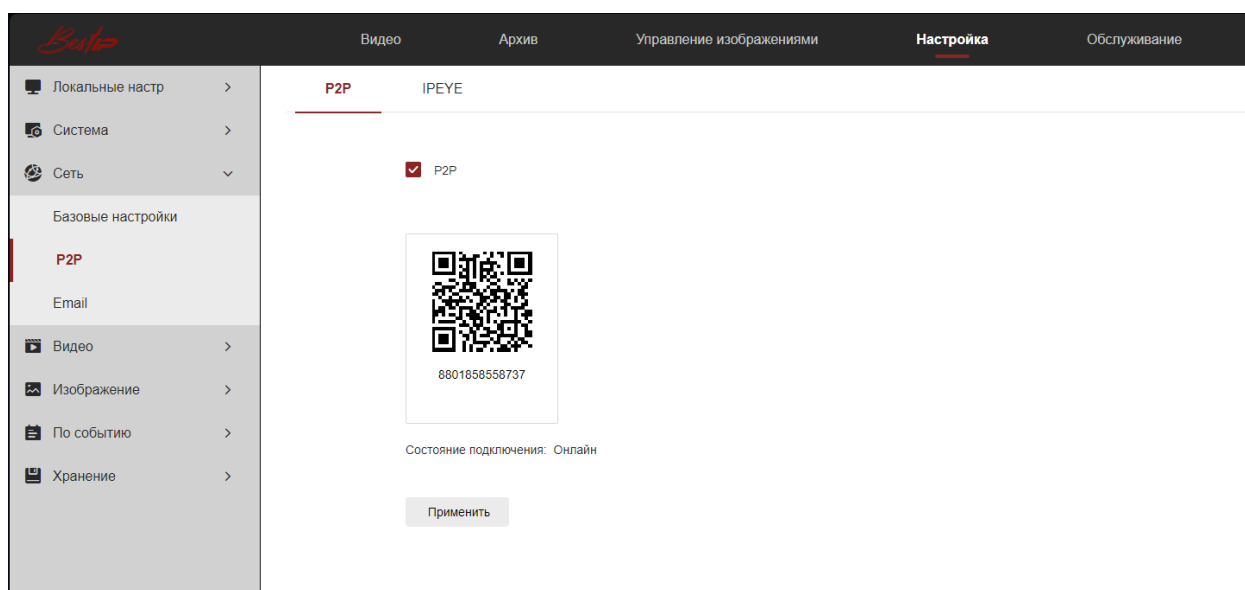 BestIP
Видео
Архив
Управление изображениями
Настройка
Обслуживание
Локальные настр
Система
Сеть
Базовые настройки
P2P
Email
Видео
Изображение
По событию
Хранение
P2P
IPEYE
P2P
8801858558737
Состояние подключения: Онлайн
Применить